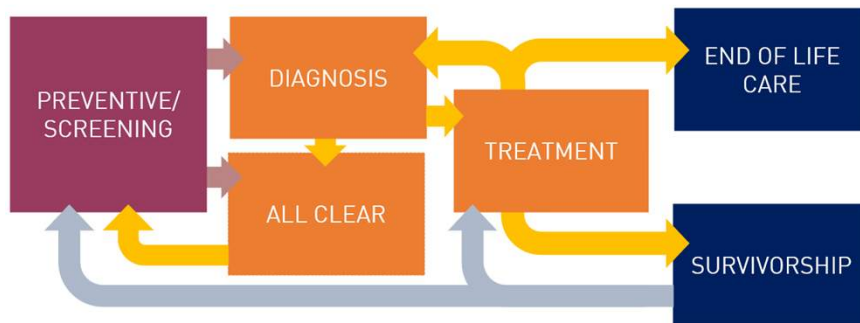 PREVENTIVE/
SCREENING
DIAGNOSIS
ALL CLEAR
TREATMENT
END OF LIFE
CARE
SURVIVORSHIP